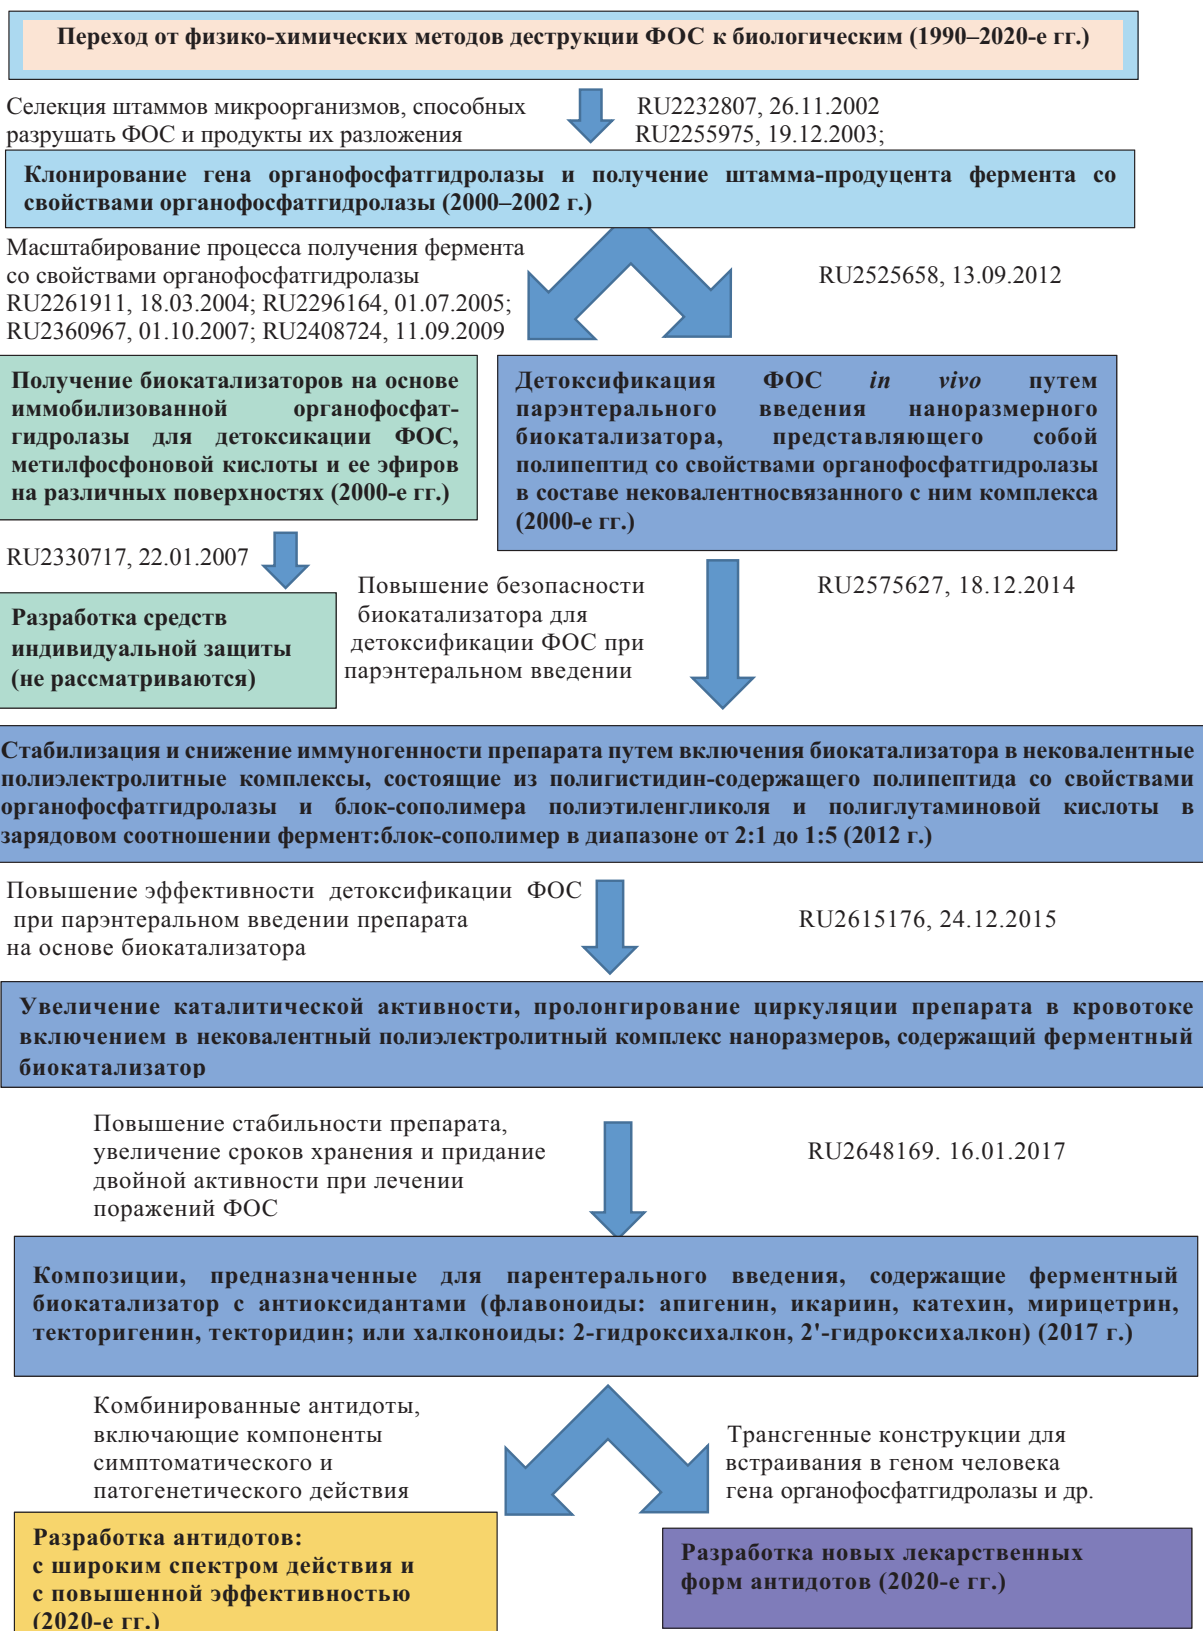 Переход от физико-химических методов деструкции ФОС к биологическим (1990–2020-е гг.)
Селекция штаммов микроорганизмов, способных
разрушать ФОС и продукты их разложения
RU2232807, 26.11.2002
RU2255975, 19.12.2003;
Клонирование гена органофосфатгидролазы и получение штамма-продуцента фермента со
свойствами органофосфатгидролазы (2000–2002 г.)
Масштабирование процесса получения фермента
со свойствами органофосфатгидролазы
RU2261911, 18.03.2004; RU2296164, 01.07.2005;
RU2360967, 01.10.2007; RU2408724, 11.09.2009
RU2525658, 13.09.2012
Получение биокатализаторов на основе
иммобилизованной органофосфат-
гидролазы для детоксикации ФОС,
метилфосфоновой кислоты и ее эфиров
на различных поверхностях (2000-е гг.)
Детоксификация ФОС in vivo путем
парэнтерального введения наноразмерного
биокатализатора, представляющего собой
полипептид со свойствами органофосфатгидролазы
в составе нековалентносвязанного с ним комплекса
(2000-е гг.)
RU2330717, 22.01.2007
Разработка средств
индивидуальной защиты
(не рассматриваются)
Повышение безопасности
биокатализатора для
детоксификации ФОС при
парэнтеральном введении
RU2575627, 18.12.2014
Стабилизация и снижение иммуногенности препарата путем включения биокатализатора в нековалентные
полиэлектролитные комплексы, состоящие из полигистидин-содержащего полипептида со свойствами
органофосфатгидролазы и блок-сополимера полиэтиленгликоля и полиглутаминовой кислоты в
зарядовом соотношении фермент:блок-сополимер в диапазоне от 2:1 до 1:5 (2012 г.)
Повышение эффективности детоксификации ФОС
при парэнтеральном введении препарата
на основе биокатализатора
RU2615176, 24.12.2015
Увеличение каталитической активности, пролонгирование циркуляции препарата в кровотоке
включением в нековалентный полиэлектролитный комплекс наноразмеров, содержащий ферментный
биокатализатор
Повышение стабильности препарата,
увеличение сроков хранения и придание
двойной активности при лечении
поражений ФОС
RU2648169. 16.01.2017
Композиции, предназначенные для парентерального введения, содержащие ферментный
биокатализатор с антиоксидантами (флавоноиды: апигенин, икариин, катехин, мирицетрин,
текторигенин, текторидин; или халконоиды: 2-гидроксихалкон, 2'-гидроксихалкон) (2017 г.)
Комбинированные антидоты,
включающие компоненты
симптоматического и
патогенетического действия
Трансгенные конструкции для
встраивания в геном человека
гена органофосфатгидролазы и др.
Разработка антидотов:
с широким спектром действия и
с повышенной эффективностью
(2020-е гг.)
Разработка новых лекарственных
форм антидотов (2020-е гг.)